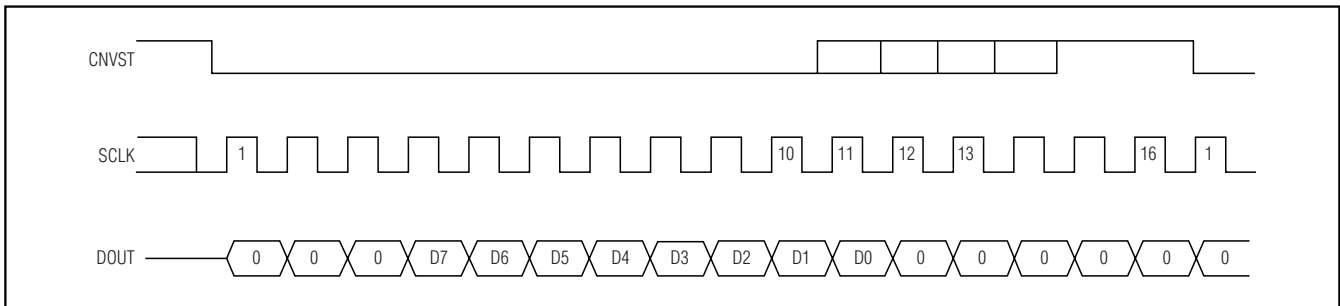 CNVST
SCLK 1 10 11 12 13 16 1
DOUT 0 0 0 D7 D6 D5 D4 D3 D2 D1 D0 0 0 0 0 0 0